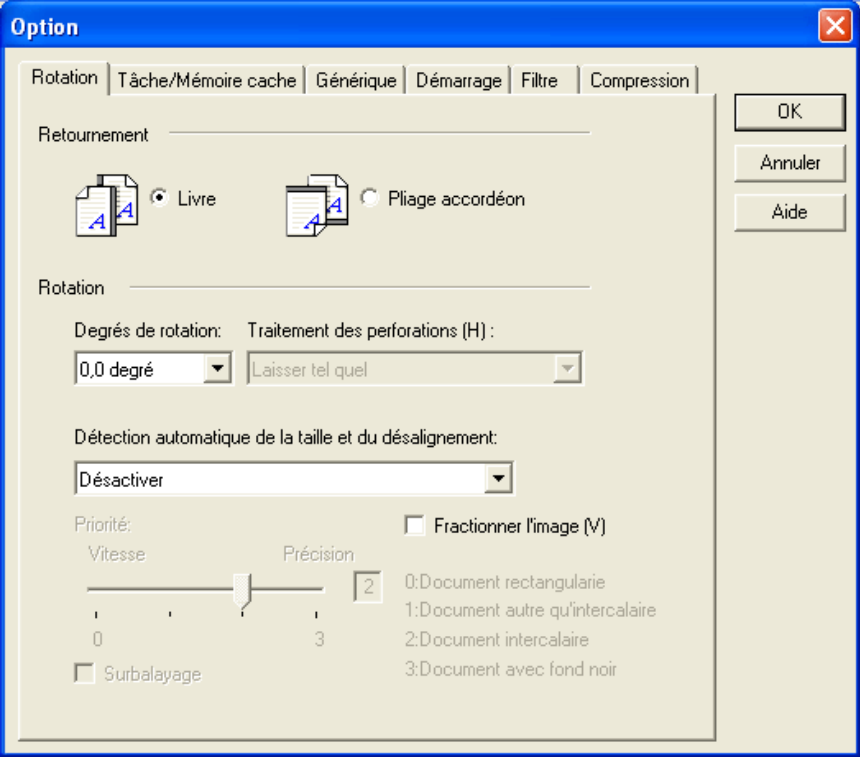 Option
Rotation Tâche/Mémoire cache Générique Démarrage Filtre Compression
OK
Annuler
Aide
Retournement
A A Livre A A Pliage accordéon
Rotation
Degrés de rotation: Traitement des perforations (H) :
0,0 degré Laisser tel quel
Détection automatique de la taille et du désalignement:
Désactiver
Priorité: Fractionner l'image (V)
Vitesse Précision
2 0:Document rectangularie
1:Document autre qu'intercalaire
0 3 2:Document intercalaire
Surbalayage 3:Document avec fond noir